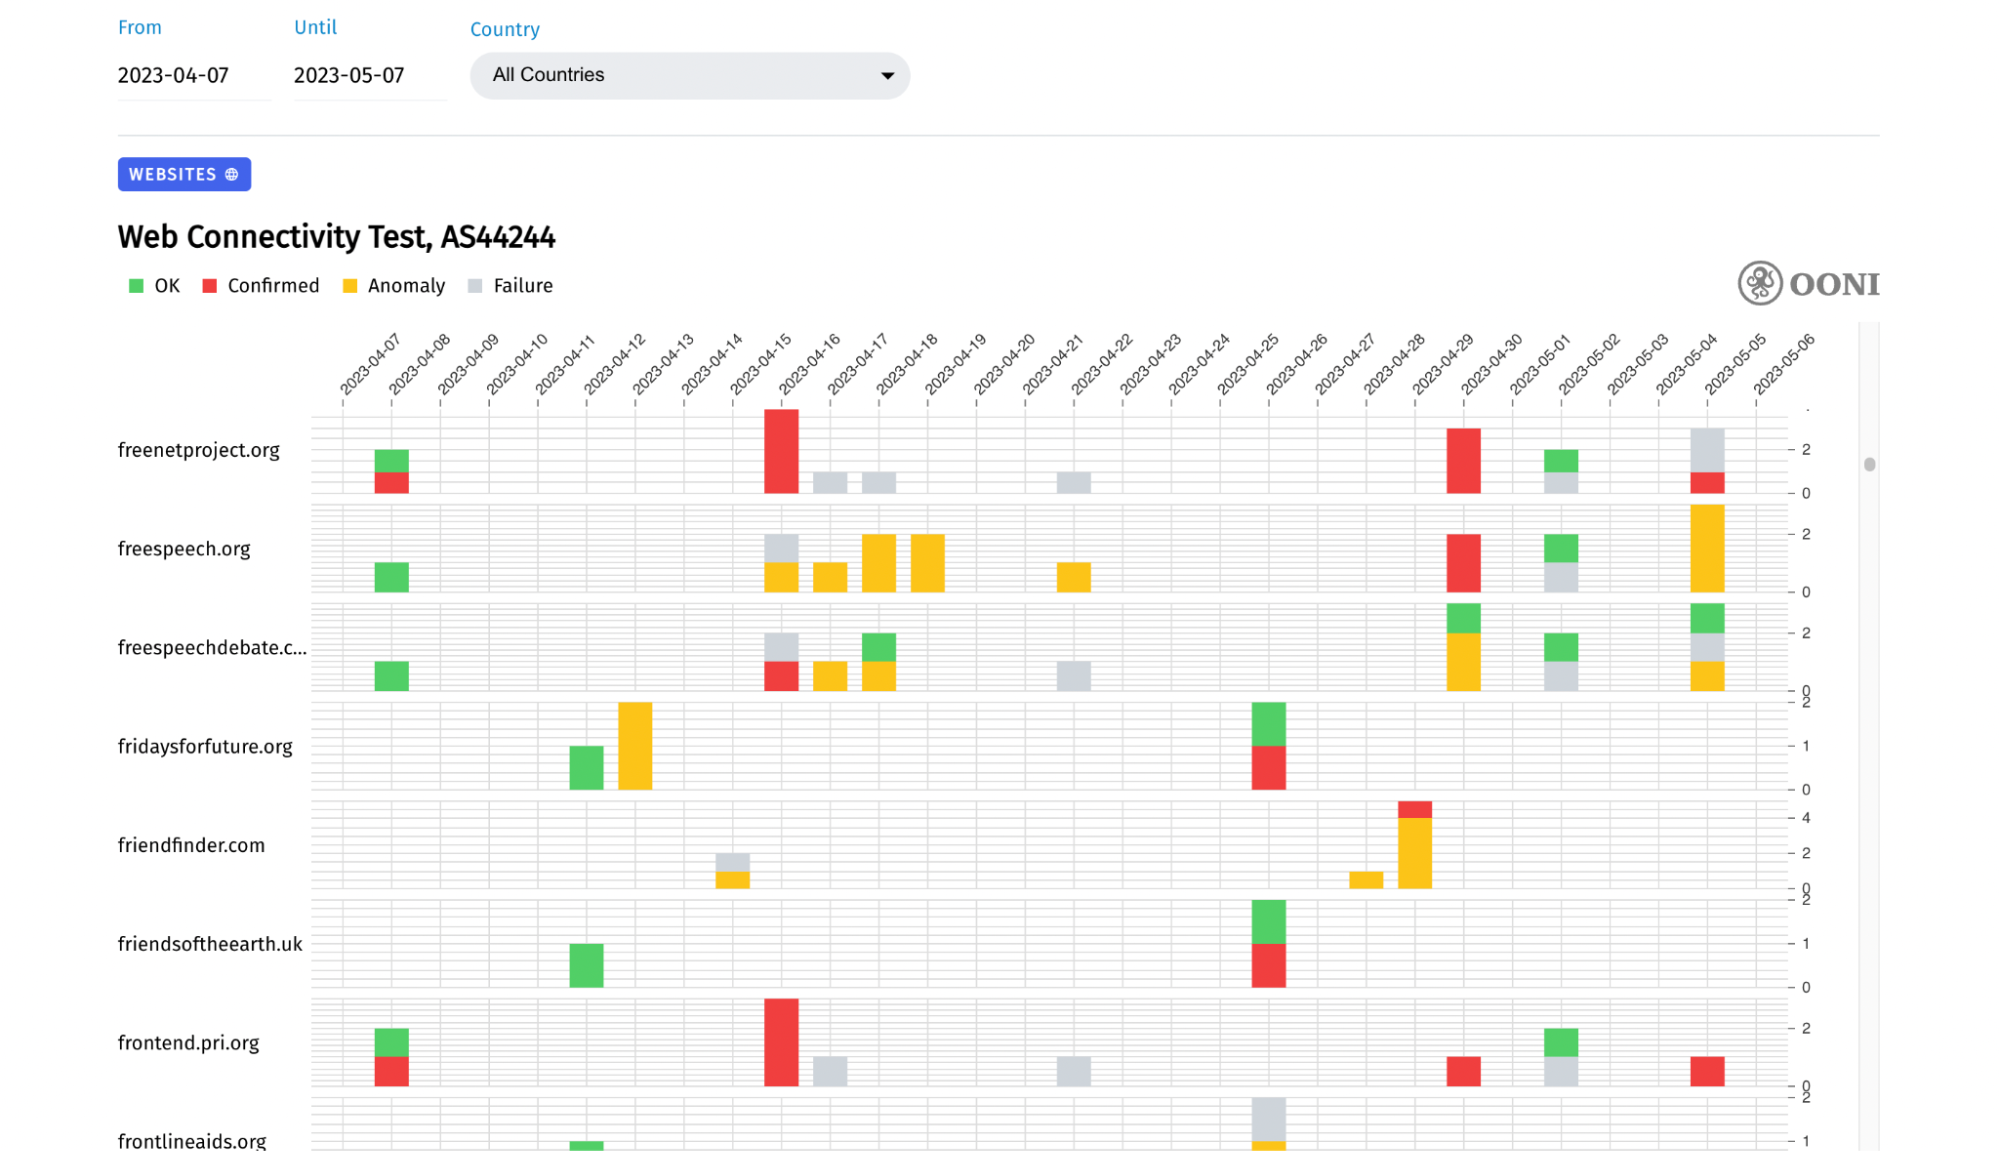 From Until Country
2023-04-07 2023-05-07 All Countries
WEBSITES
Web Connectivity Test, AS44244
OK Confirmed Anomaly Failure
OONI
2023-04-07 2023-04-08 2023-04-09 2023-04-10 2023-04-11 2023-04-12 2023-04-13 2023-04-14 2023-04-15 2023-04-16 2023-04-17 2023-04-18 2023-04-19 2023-04-20 2023-04-21 2023-04-22 2023-04-23 2023-04-24 2023-04-25 2023-04-26 2023-04-27 2023-04-28 2023-04-29 2023-04-30 2023-05-01 2023-05-02 2023-05-03 2023-05-04 2023-05-05 2023-05-06
freenetproject.org 2
0
freespeech.org 2
0
freespeechdebate.c... 2
0
2
fridaysforfuture.org 1
0
4
friendfinder.com 2
0
2
friendsoftheearth.uk 1
0
frontend.pri.org 2
0
2
frontlineaids.org 1